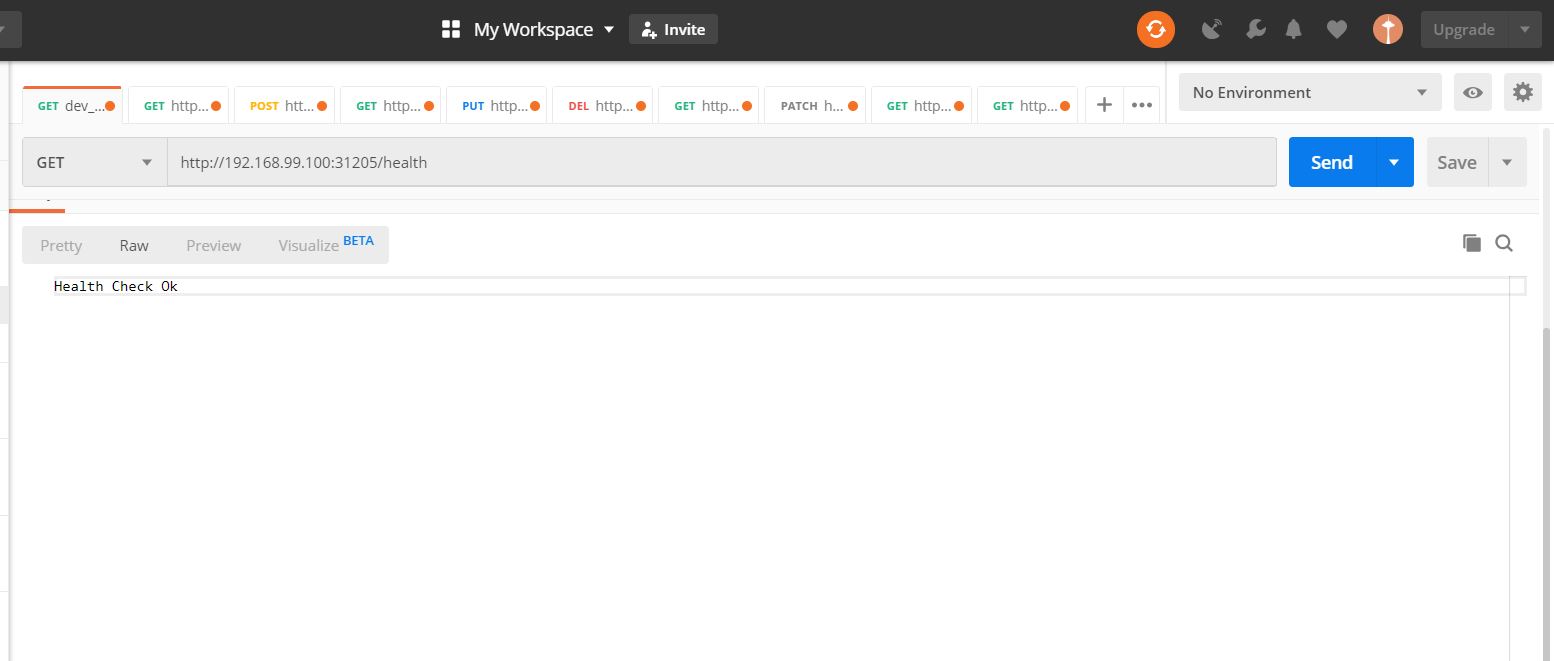 My Workspace Invite Upgrade
GET dev_... GET http... POST htt... GET http... PUT http... DEL http... GET http... PATCH h... GET http... GET http... No Environment
GET http://192.168.99.100:31205/health Send Save
Pretty Raw Preview Visualize BETA
Health Check Ok